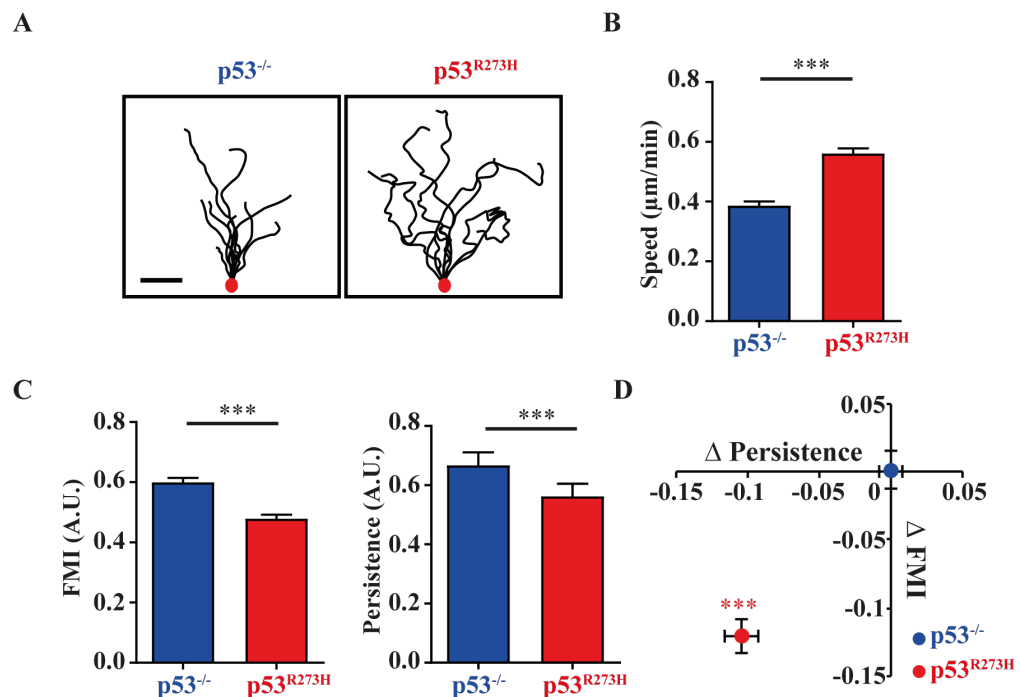 A
p53-/-
p53R273H
B
***
Speed (µm/min)
0.8
0.6
0.4
0.2
0.0
p53-/-
p53R273H
C
***
FMI (A.U.)
0.8
0.6
0.4
0.2
0.0
p53-/-
p53R273H
***
Persistence (A.U.)
0.8
0.6
0.4
0.2
0.0
p53-/-
p53R273H
D
0.05
Δ Persistence
-0.15
-0.1
-0.05
0
0.05
-0.05
Δ FMI
-0.1
***
-0.15
p53-/-
p53R273H